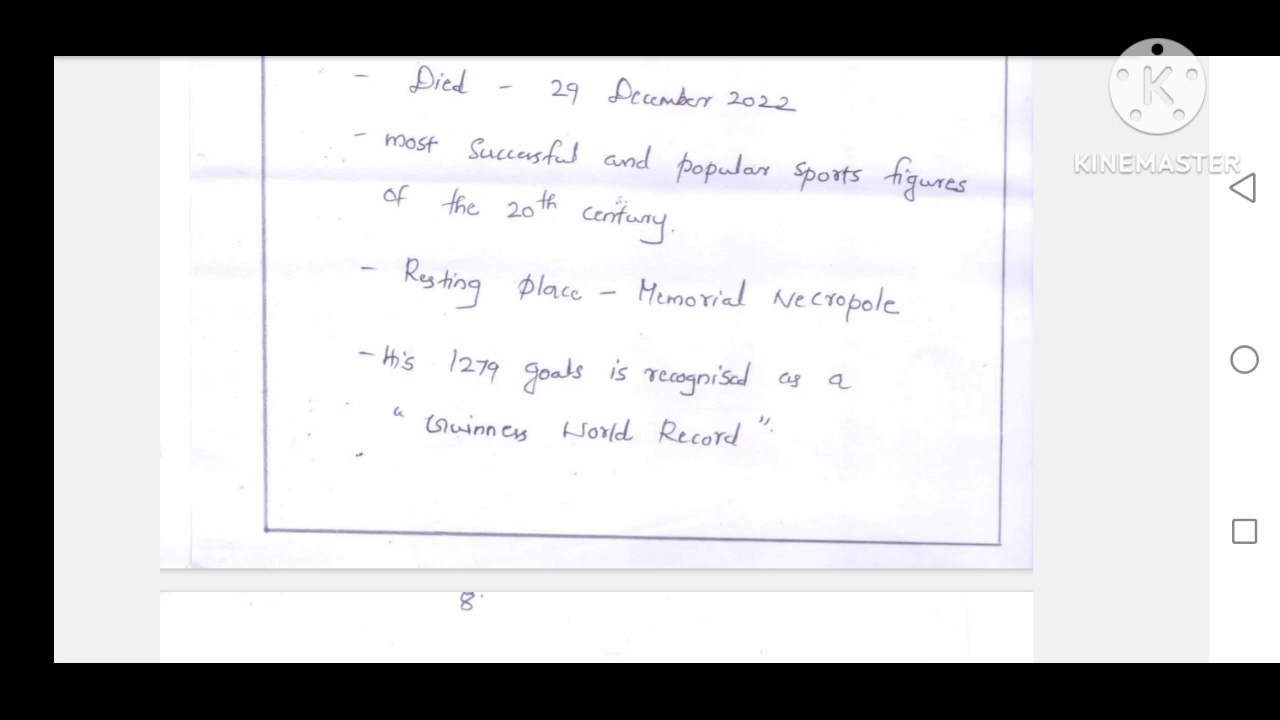 - Died - 29 December 2022
KINEMASTER
- most Successful and popular sports figures
of the 20th century.
- Resting place - Memorial Necropole
- His 1279 goals is recognised as a
" Guinness World Record ".
8